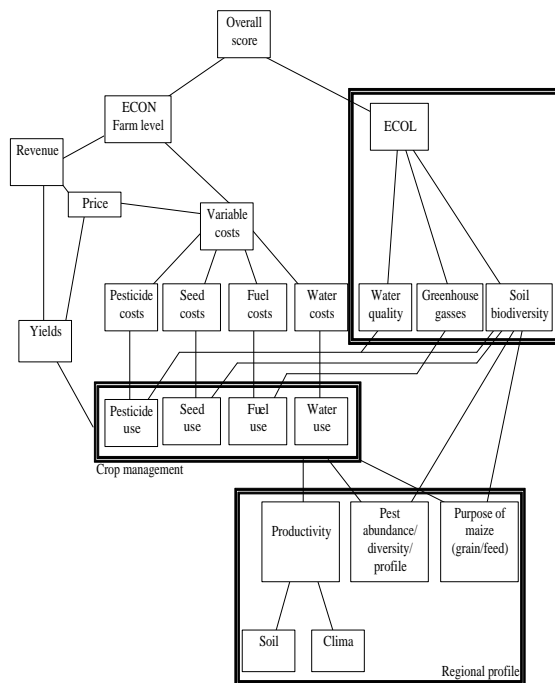 Overall
score
ECON
Farm level
ECOL
Revenue
Price
Variable
costs
Pesticide
costs
Seed
costs
Fuel
costs
Water
costs
Water
quality
Greenhouse
gasses
Soil
biodiversity
Yields
Pesticide
use
Seed
use
Fuel
use
Water
use
Crop management
Productivity
Pest
abundance/
diversity/
profile
Purpose of
maize
(grain/feed)
Soil
Clima
Regional profile